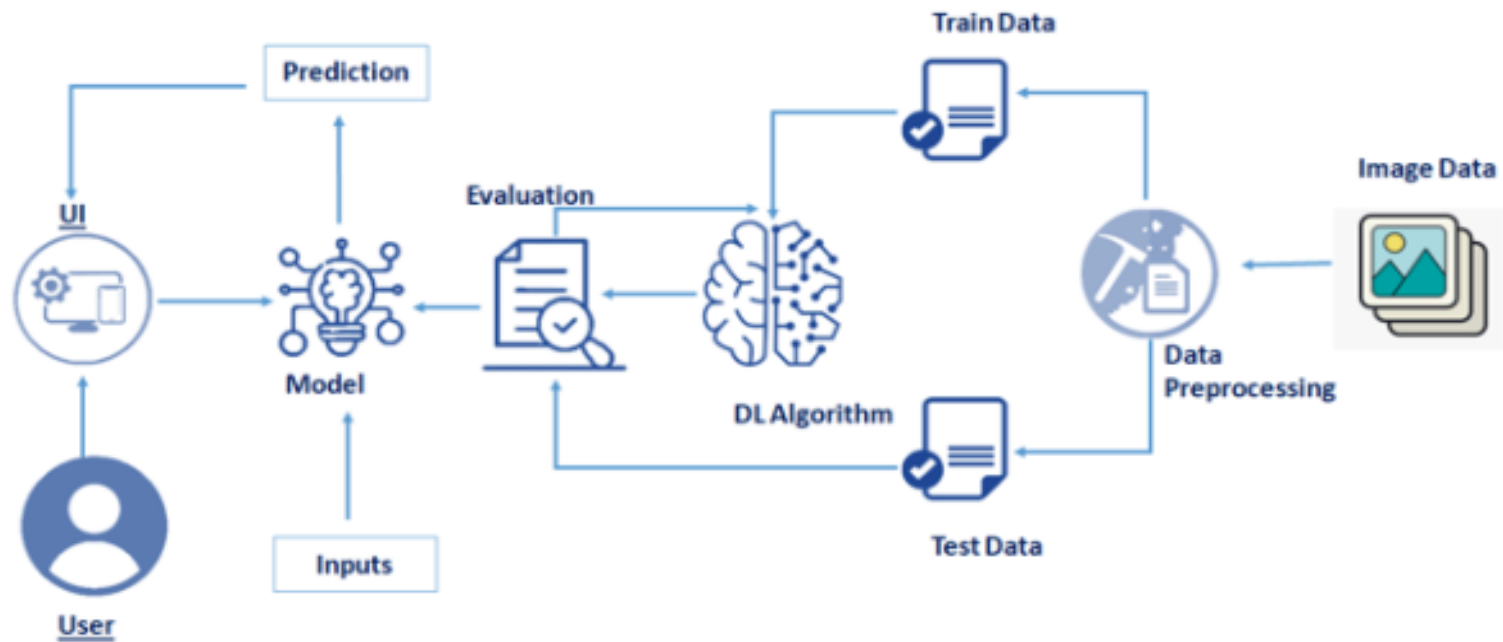 Train Data
Prediction
Image Data
Evaluation
UI
Model
Data
Preprocessing
DL Algorithm
Test Data
Inputs
User